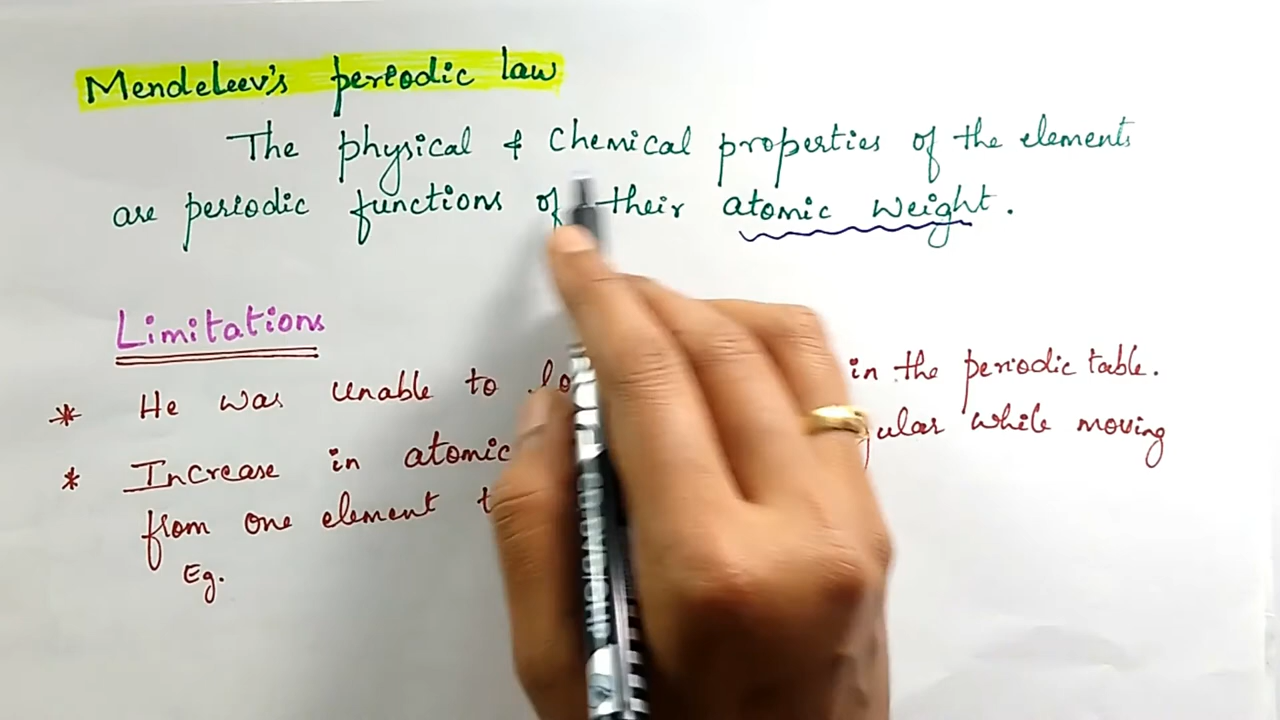 Mendeleev's periodic law
The physical & chemical properties of the elements
are periodic functions of their atomic weight.
Limitations
* He was unable to in the periodic table.
* Increase in atomic while moving
from one element
Eg.